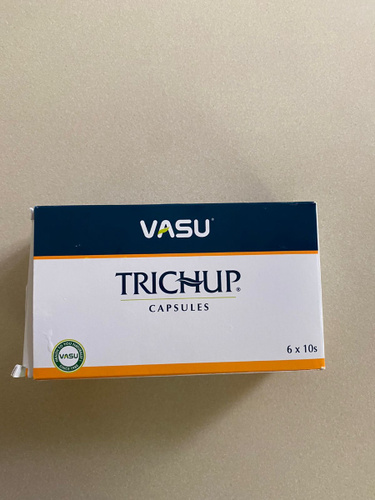 VASU®
TRICHUP®
CAPSULES
6 x 10s
VASU